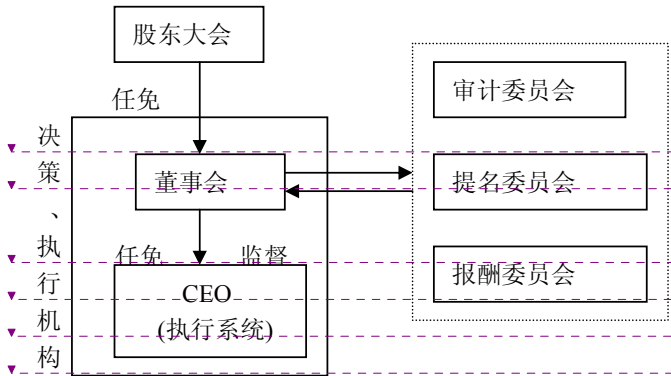 股东大会
审计委员会
任免
决策、执行机构
董事会
提名委员会
任免 监督
报酬委员会
CEO
(执行系统)